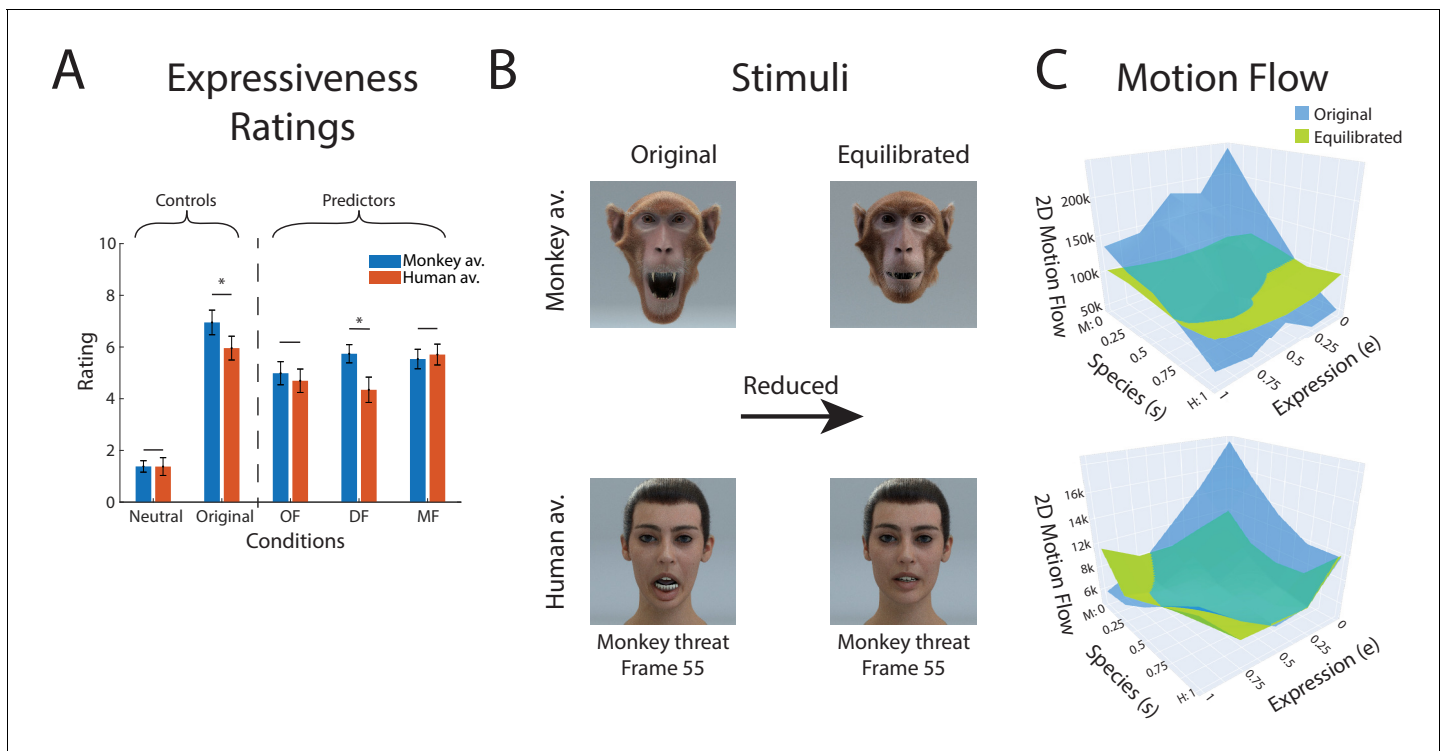 A
Expressiveness
Ratings
Controls
Predictors
10
8
6
4
2
0
Rating
Monkey av.
Human av.
*
*
Neutral
Original
OF
DF
MF
Conditions
B
Stimuli
Original
Equilibrated
Monkey av.
Reduced
Human av.
Monkey threat
Frame 55
Monkey threat
Frame 55
C
Motion Flow
Original
Equilibrated
2D Motion Flow
200k
150k
100k
50k
M: 0
0.25
0.5
0.75
H: 1
Species (s)
1
0.75
0.5
0.25
0
Expression (e)
2D Motion Flow
16k
14k
12k
8k
6k
M: 0
0.25
0.5
0.75
H: 1
Species (s)
1
0.75
0.5
0.25
0
Expression (e)